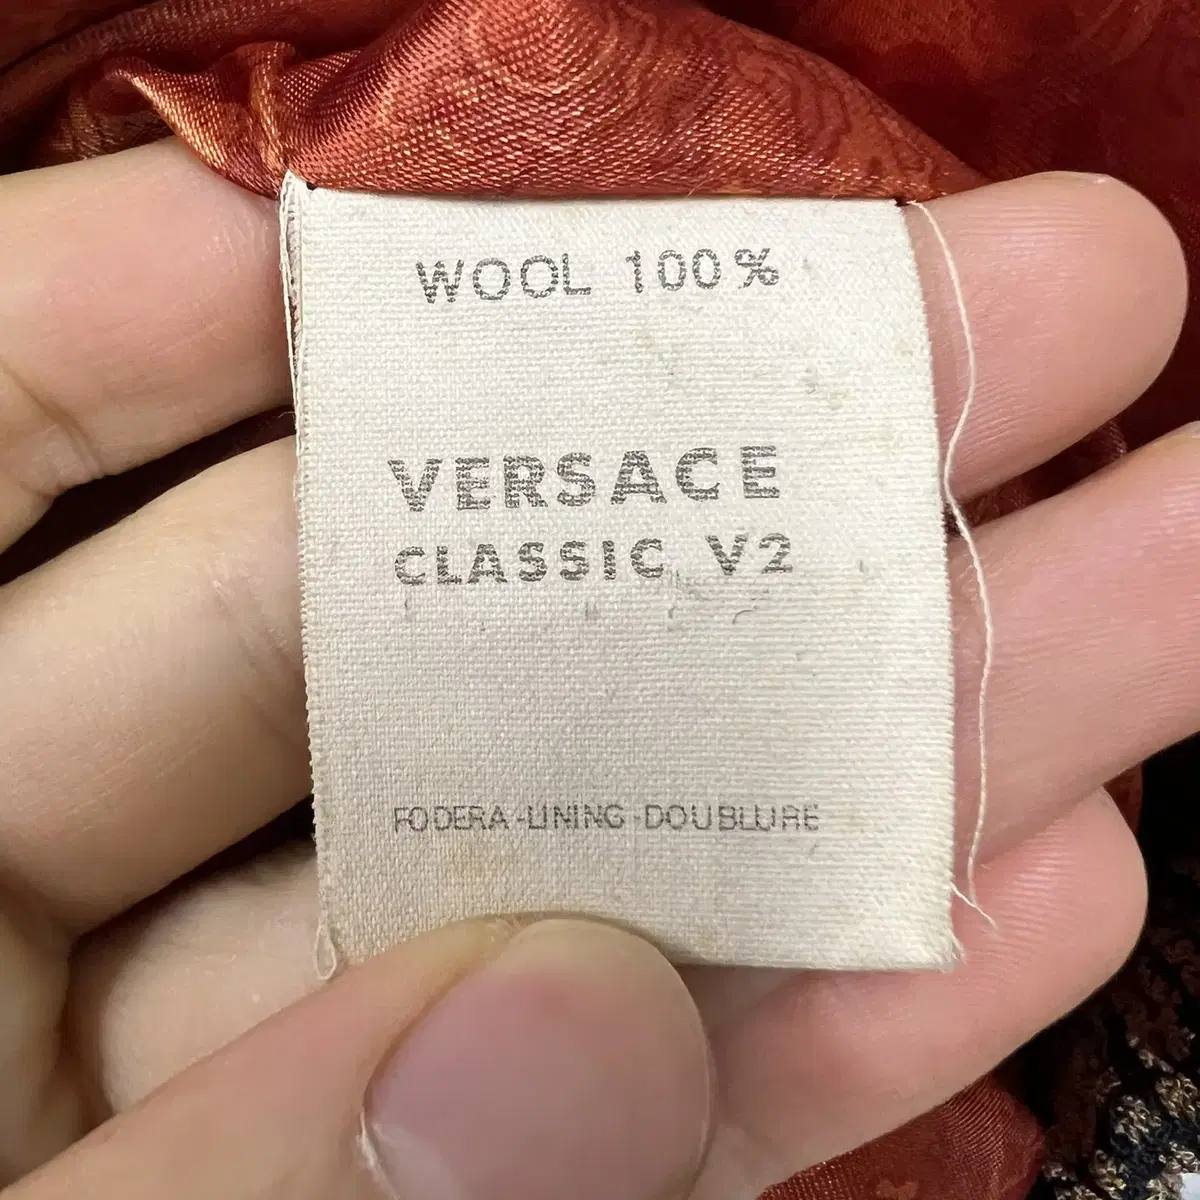 WOOL 100%
VERSACE
CLASSIC V2
FODERA-LINING-DOUBLURE